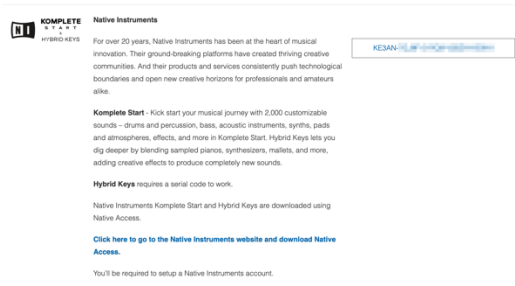 NI
KOMPLETE
START
&
HYBRID KEYS
Native Instruments
For over 20 years, Native Instruments has been at the heart of musical
innovation. Their ground-breaking platforms have created thriving creative
communities. And their products and services consistently push technological
boundaries and open new creative horizons for professionals and amateurs
alike.
KE3AN-
Komplete Start - Kick start your musical journey with 2,000 customizable
sounds – drums and percussion, bass, acoustic instruments, synths, pads
and atmospheres, effects, and more in Komplete Start. Hybrid Keys lets you
dig deeper by blending sampled pianos, synthesizers, mallets, and more,
adding creative effects to produce completely new sounds.
Hybrid Keys requires a serial code to work.
Native Instruments Komplete Start and Hybrid Keys are downloaded using
Native Access.
Click here to go to the Native Instruments website and download Native
Access.
You'll be required to setup a Native Instruments account.